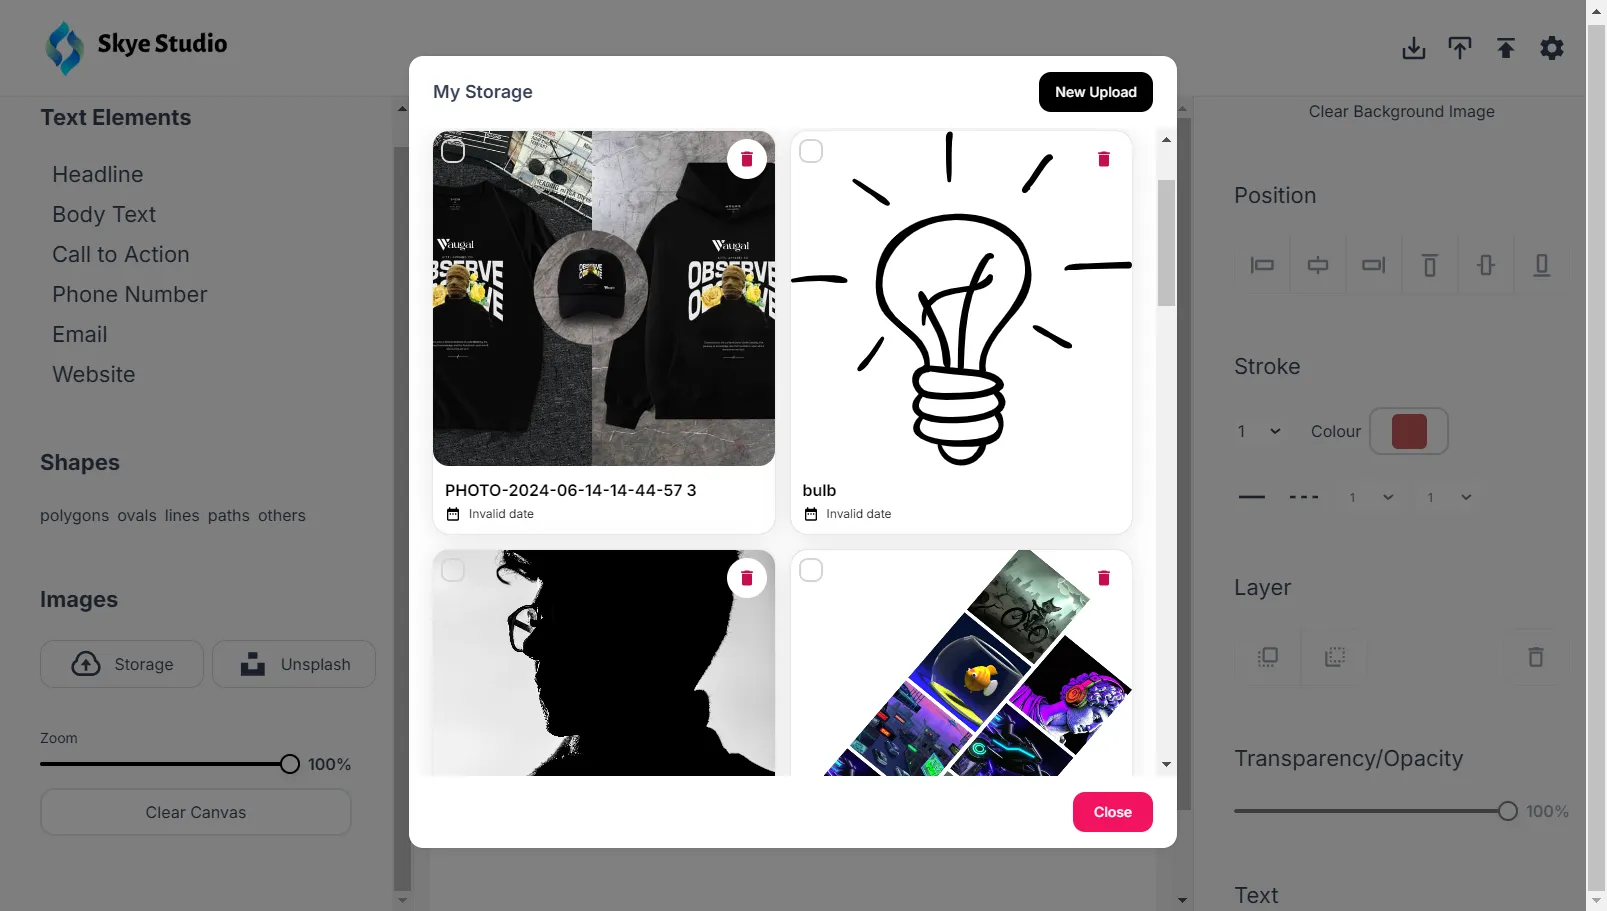 Skye Studio
Text Elements
Headline
Body Text
Call to Action
Phone Number
Email
Website
Shapes
polygons ovals lines paths others
Images
Storage
Unsplash
Zoom
100%
Clear Canvas
My Storage
New Upload
Waugal
OBSERVE
OBSERVE
Waugal
OBSERVE
PHOTO-2024-06-14-14-44-57 3
Invalid date
bulb
Invalid date
Close
Clear Background Image
Position
Stroke
1
Colour
1
1
Layer
Transparency/Opacity
100%
Text